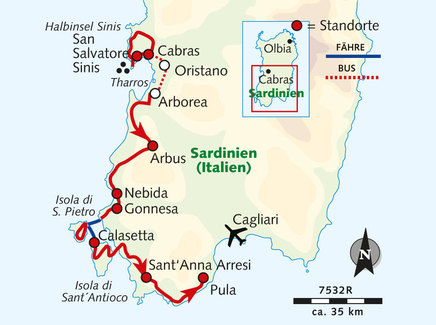 Halbinsel Sinis
San
Salvatore
Sinis
Cabras
Oristano
Tharros
Arborea
Arbus
Sardinien
(Italien)
Nebida
Gonnesa
Isola di
S. Pietro
Calasetta
Cagliari
Sant'Anna Arresi
Pula
Isola di
Sant´Antioco
Olbia
Cabras
Sardinien
= Standorte
FÄHRE
BUS
N
7532R
ca. 35 km